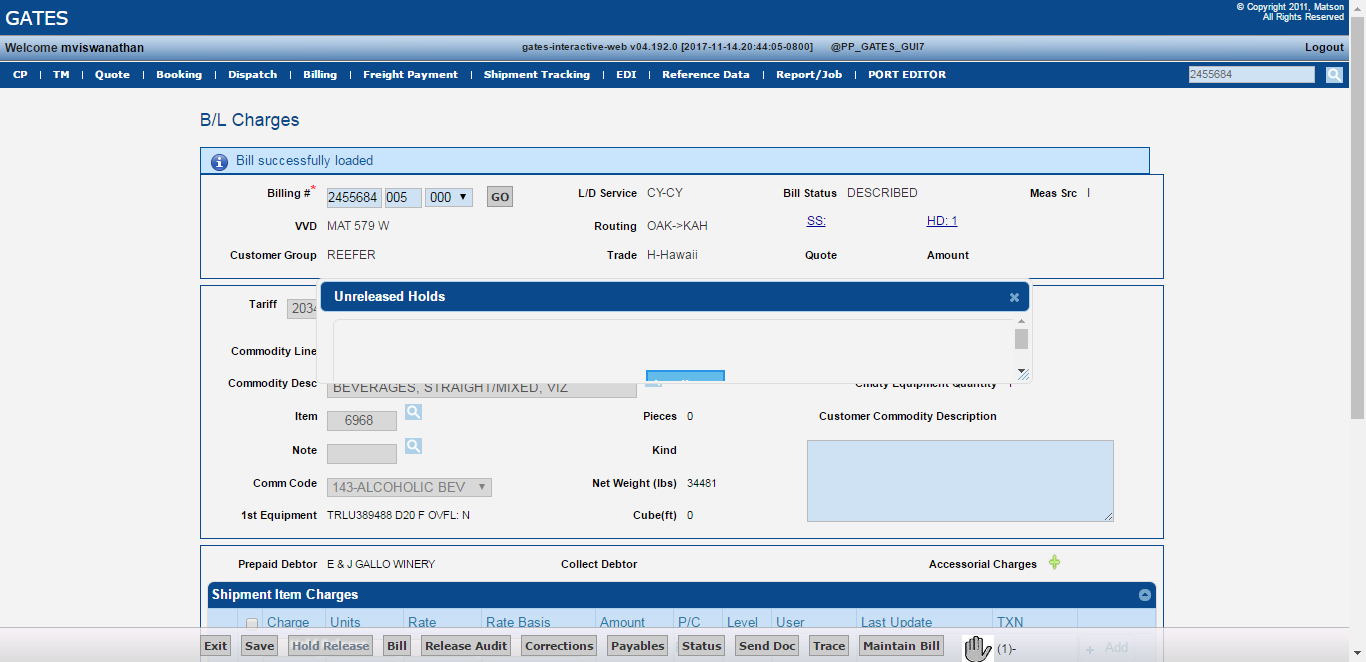 GATES
© Copyright 2011, Matson
All Rights Reserved
Welcome mviswanathan
gates-interactive-web v04.192.0 [2017-11-14.20:44:05-0800] @PP_GATES_GUI7
Logout
CP | TM | Quote | Booking | Dispatch | Billing | Freight Payment | Shipment Tracking | EDI | Reference Data | Report/Job | PORT EDITOR
2455684
B/L Charges
Bill successfully loaded
Billing #* 2455684 005 000 GO L/D Service CY-CY Bill Status DESCRIBED Meas Src I
VVD MAT 579 W Routing OAK->KAH SS: HD: 1
Customer Group REEFER Trade H-Hawaii Quote Amount
Unreleased Holds
Tariff 2034
Commodity Line
Commodity Desc BEVERAGES, STRAIGHT/MIXED, VIZ Cmdty Equipment Quantity
Item 6968 Pieces 0 Customer Commodity Description
Note Kind
Comm Code 143-ALCOHOLIC BEV Net Weight (lbs) 34481
1st Equipment TRLU389488 D20 F OVFL: N Cube(ft) 0
Prepaid Debtor E & J GALLO WINERY Collect Debtor Accessorial Charges
Shipment Item Charges
Charge Units Rate Rate Basis Amount P/C Level User Last Update TXN
Exit Save Hold Release Bill Release Audit Corrections Payables Status Send Doc Trace Maintain Bill (1)- + Add